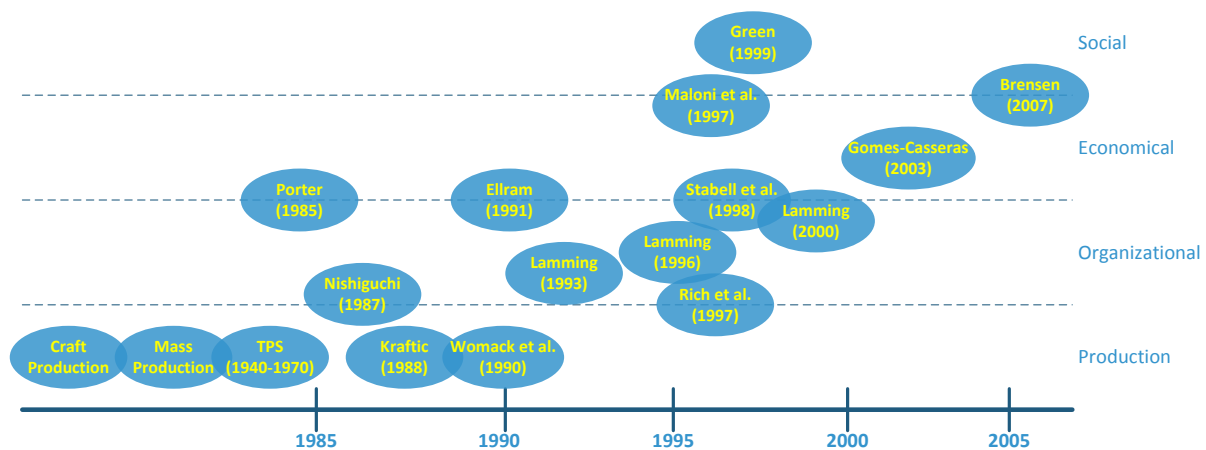 Green
(1999)
Social
Maloni et al.
(1997)
Brensen
(2007)
Gomes-Casseras
(2003)
Economical
Porter
(1985)
Ellram
(1991)
Stabell et al.
(1998)
Lamming
(2000)
Lamming
(1996)
Organizational
Lamming
(1993)
Nishiguchi
(1987)
Rich et al.
(1997)
Craft
Production
Mass
Production
TPS
(1940-1970)
Kraftic
(1988)
Womack et al.
(1990)
Production
1985
1990
1995
2000
2005